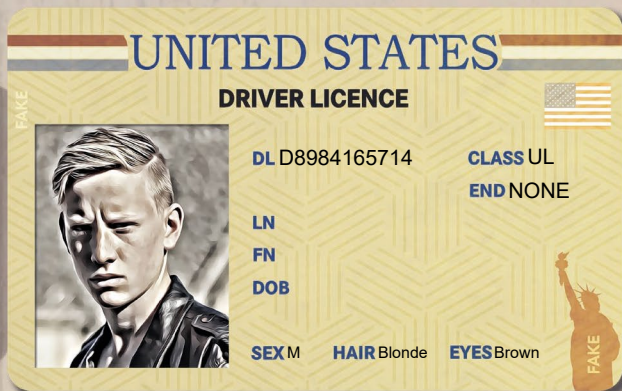 UNITED STATES
DRIVER LICENCE
FAKE
DL D8984165714 CLASS UL
END NONE
LN
FN
DOB
SEX M HAIR Blonde EYES Brown
FAKE